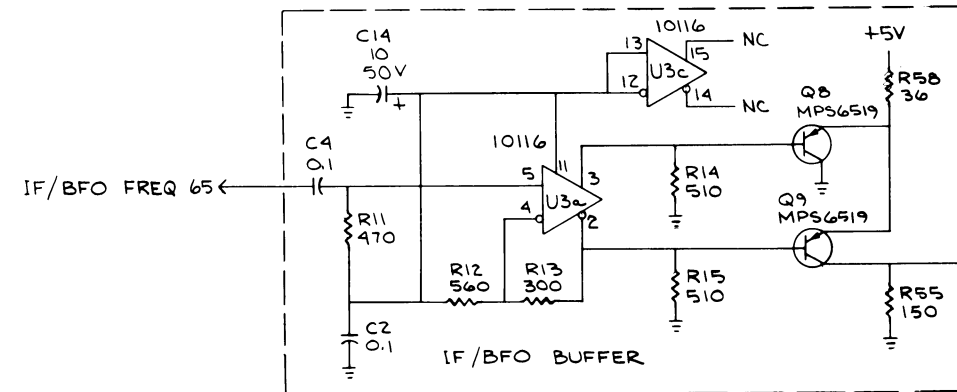 C14
10
50V
+
10116
13
15
NC
U3c
12
14
NC
+5V
R58
36
Q8
MPS6519
C4
0.1
10116
11
IF/BFO FREQ 65
5
3
U3a
4
2
R14
510
Q9
MPS6519
R11
470
R12
560
R13
300
R15
510
R55
150
C2
0.1
IF/BFO BUFFER